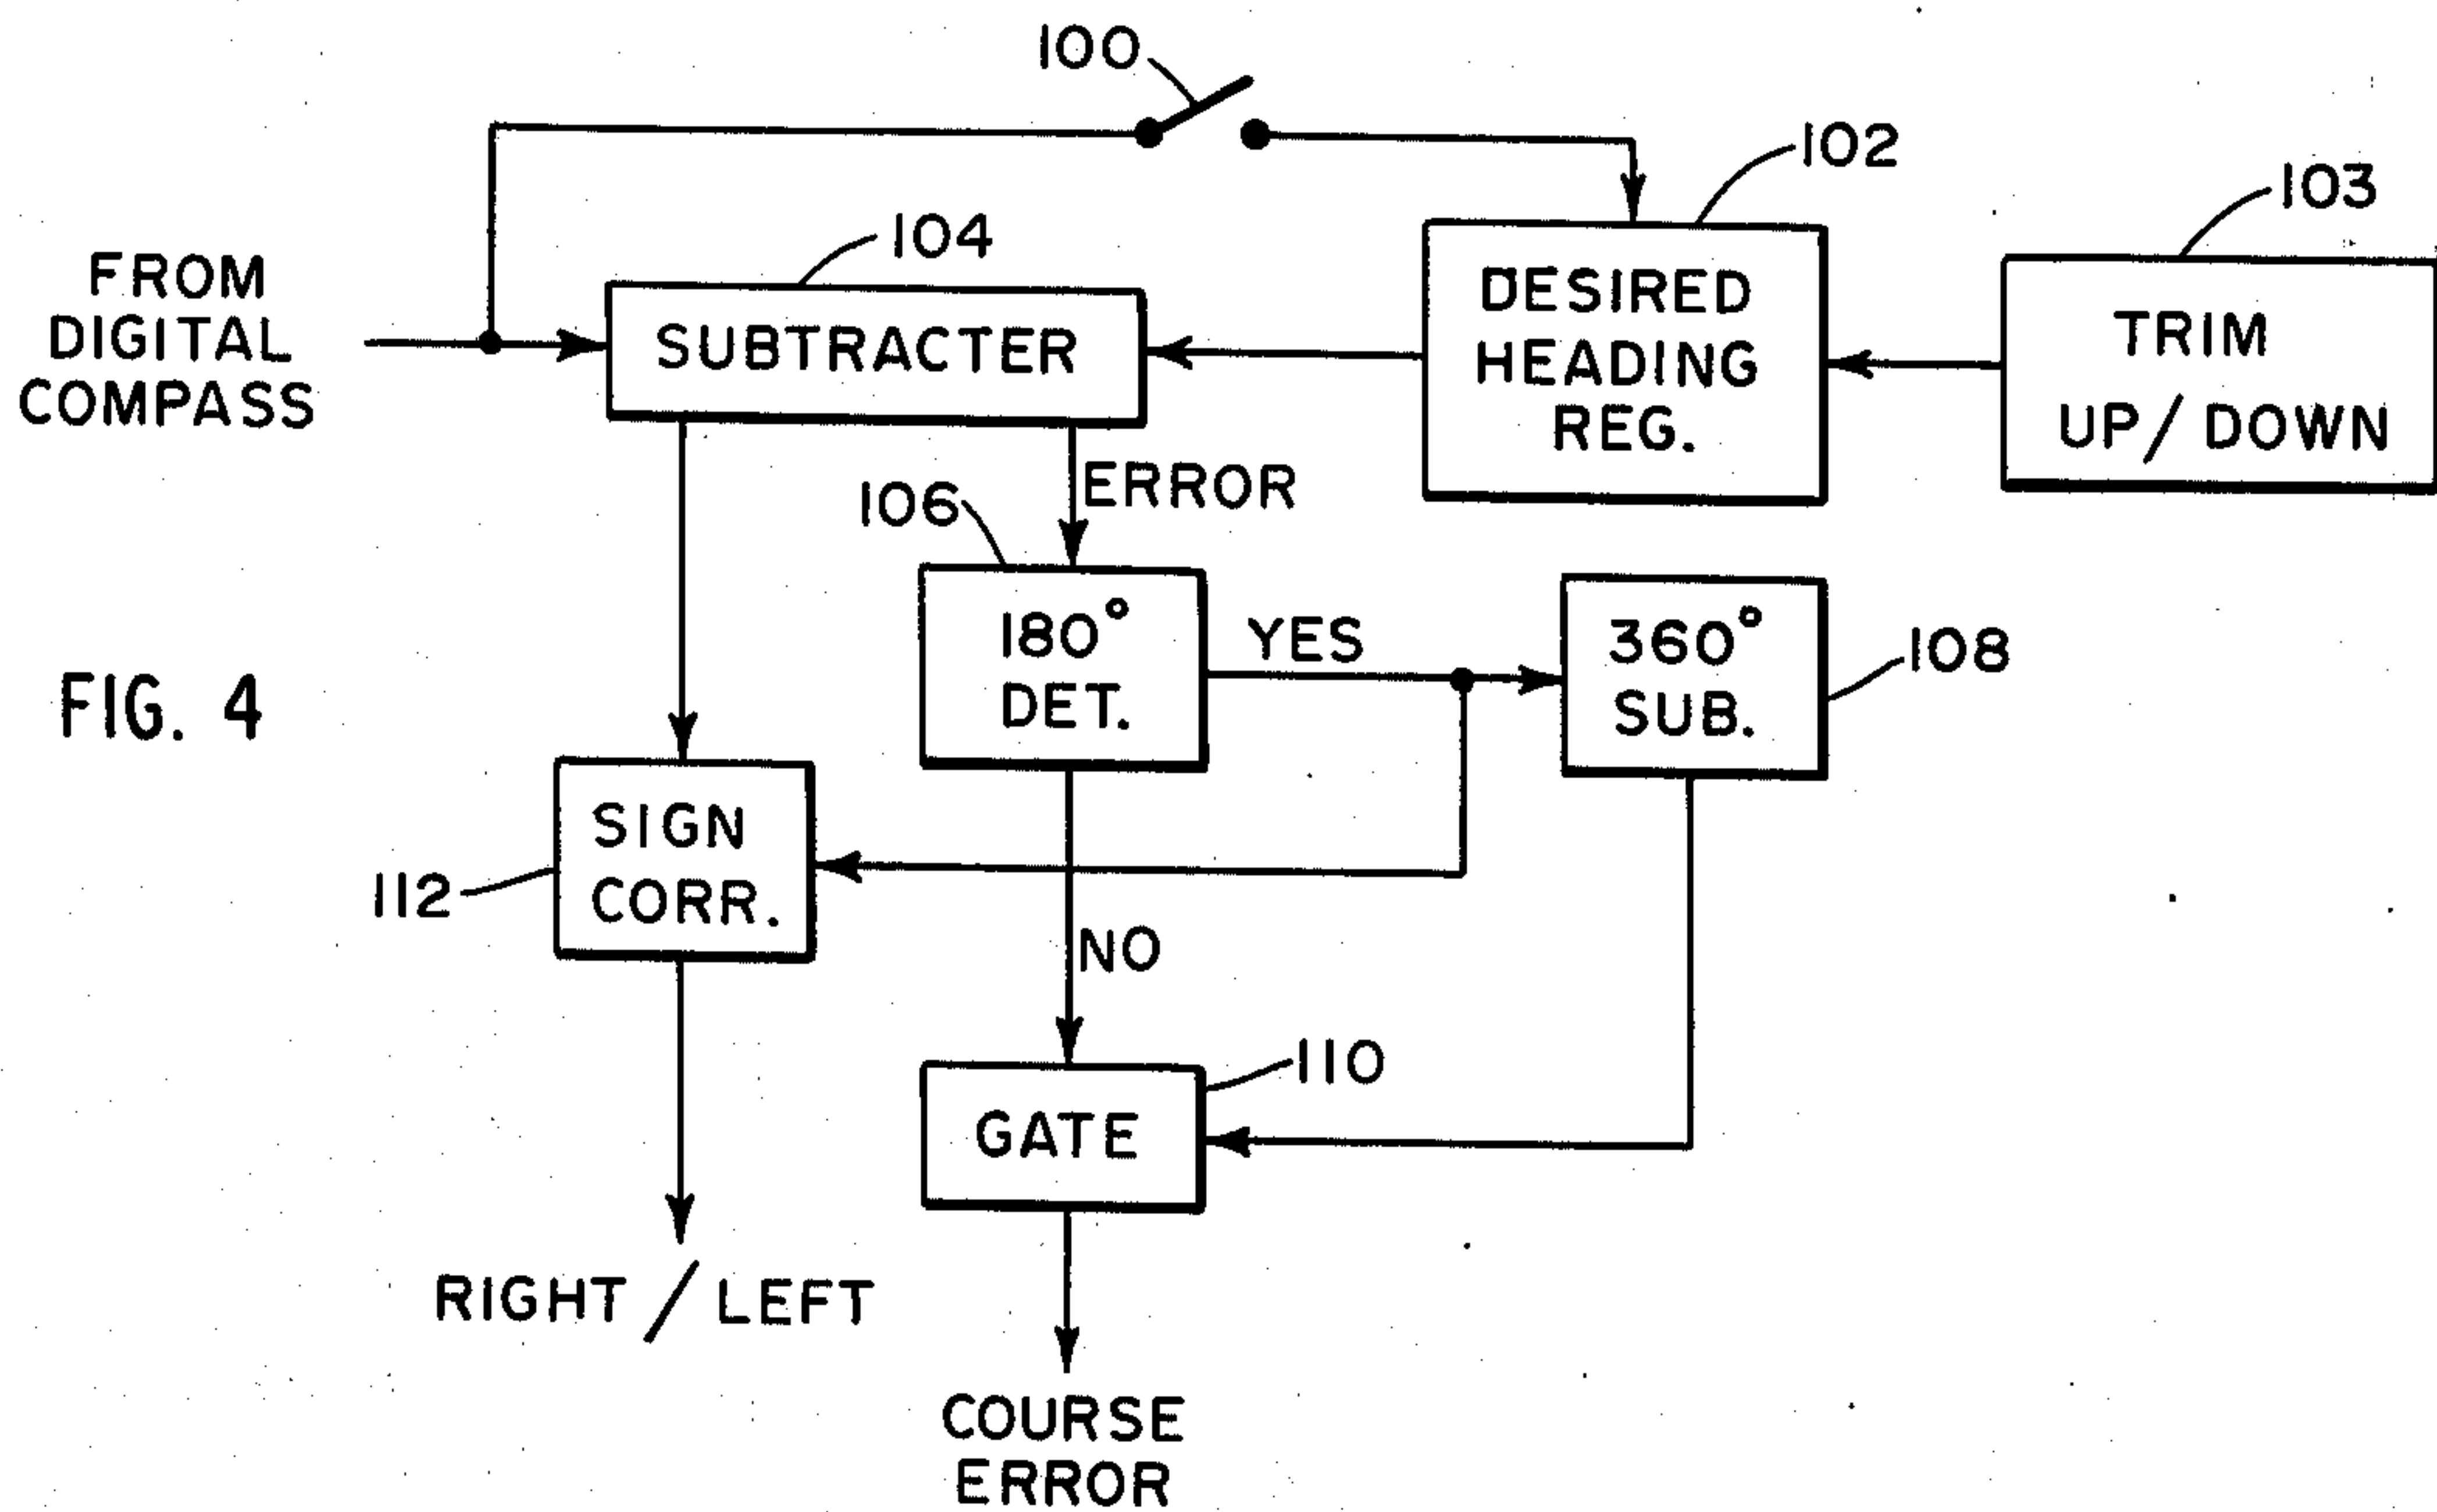 100
102
103
104
FROM
DIGITAL
COMPASS
SUBTRACTER
DESIRED
HEADING
REG.
TRIM
UP/DOWN
ERROR
106
180°
DET.
YES
360°
SUB.
108
FIG. 4
SIGN
CORR.
112
NO
110
GATE
RIGHT / LEFT
COURSE
ERROR